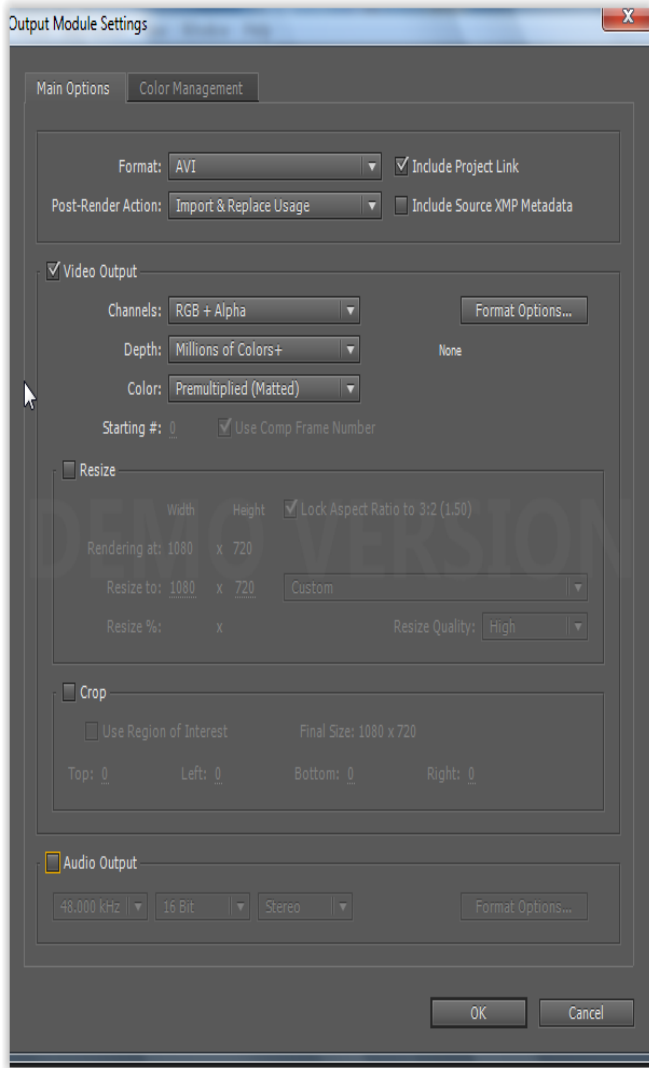 Output Module Settings
X
Main Options Color Management
Format: AVI Include Project Link
Post-Render Action: Import & Replace Usage Include Source XMP Metadata
Video Output
Channels: RGB + Alpha Format Options...
Depth: Millions of Colors+ None
Color: Premultiplied (Matted)
Starting #: 0 Use Comp Frame Number
Resize
Width Height Lock Aspect Ratio to 3:2 (1.50)
DEMO VERSION
Rendering at: 1080 x 720
Resize to: 1080 x 720 Custom
Resize %: x Resize Quality: High
Crop
Use Region of Interest Final Size: 1080 x 720
Top: 0 Left: 0 Bottom: 0 Right: 0
Audio Output
48.000 kHz 16 Bit Stereo Format Options...
OK Cancel